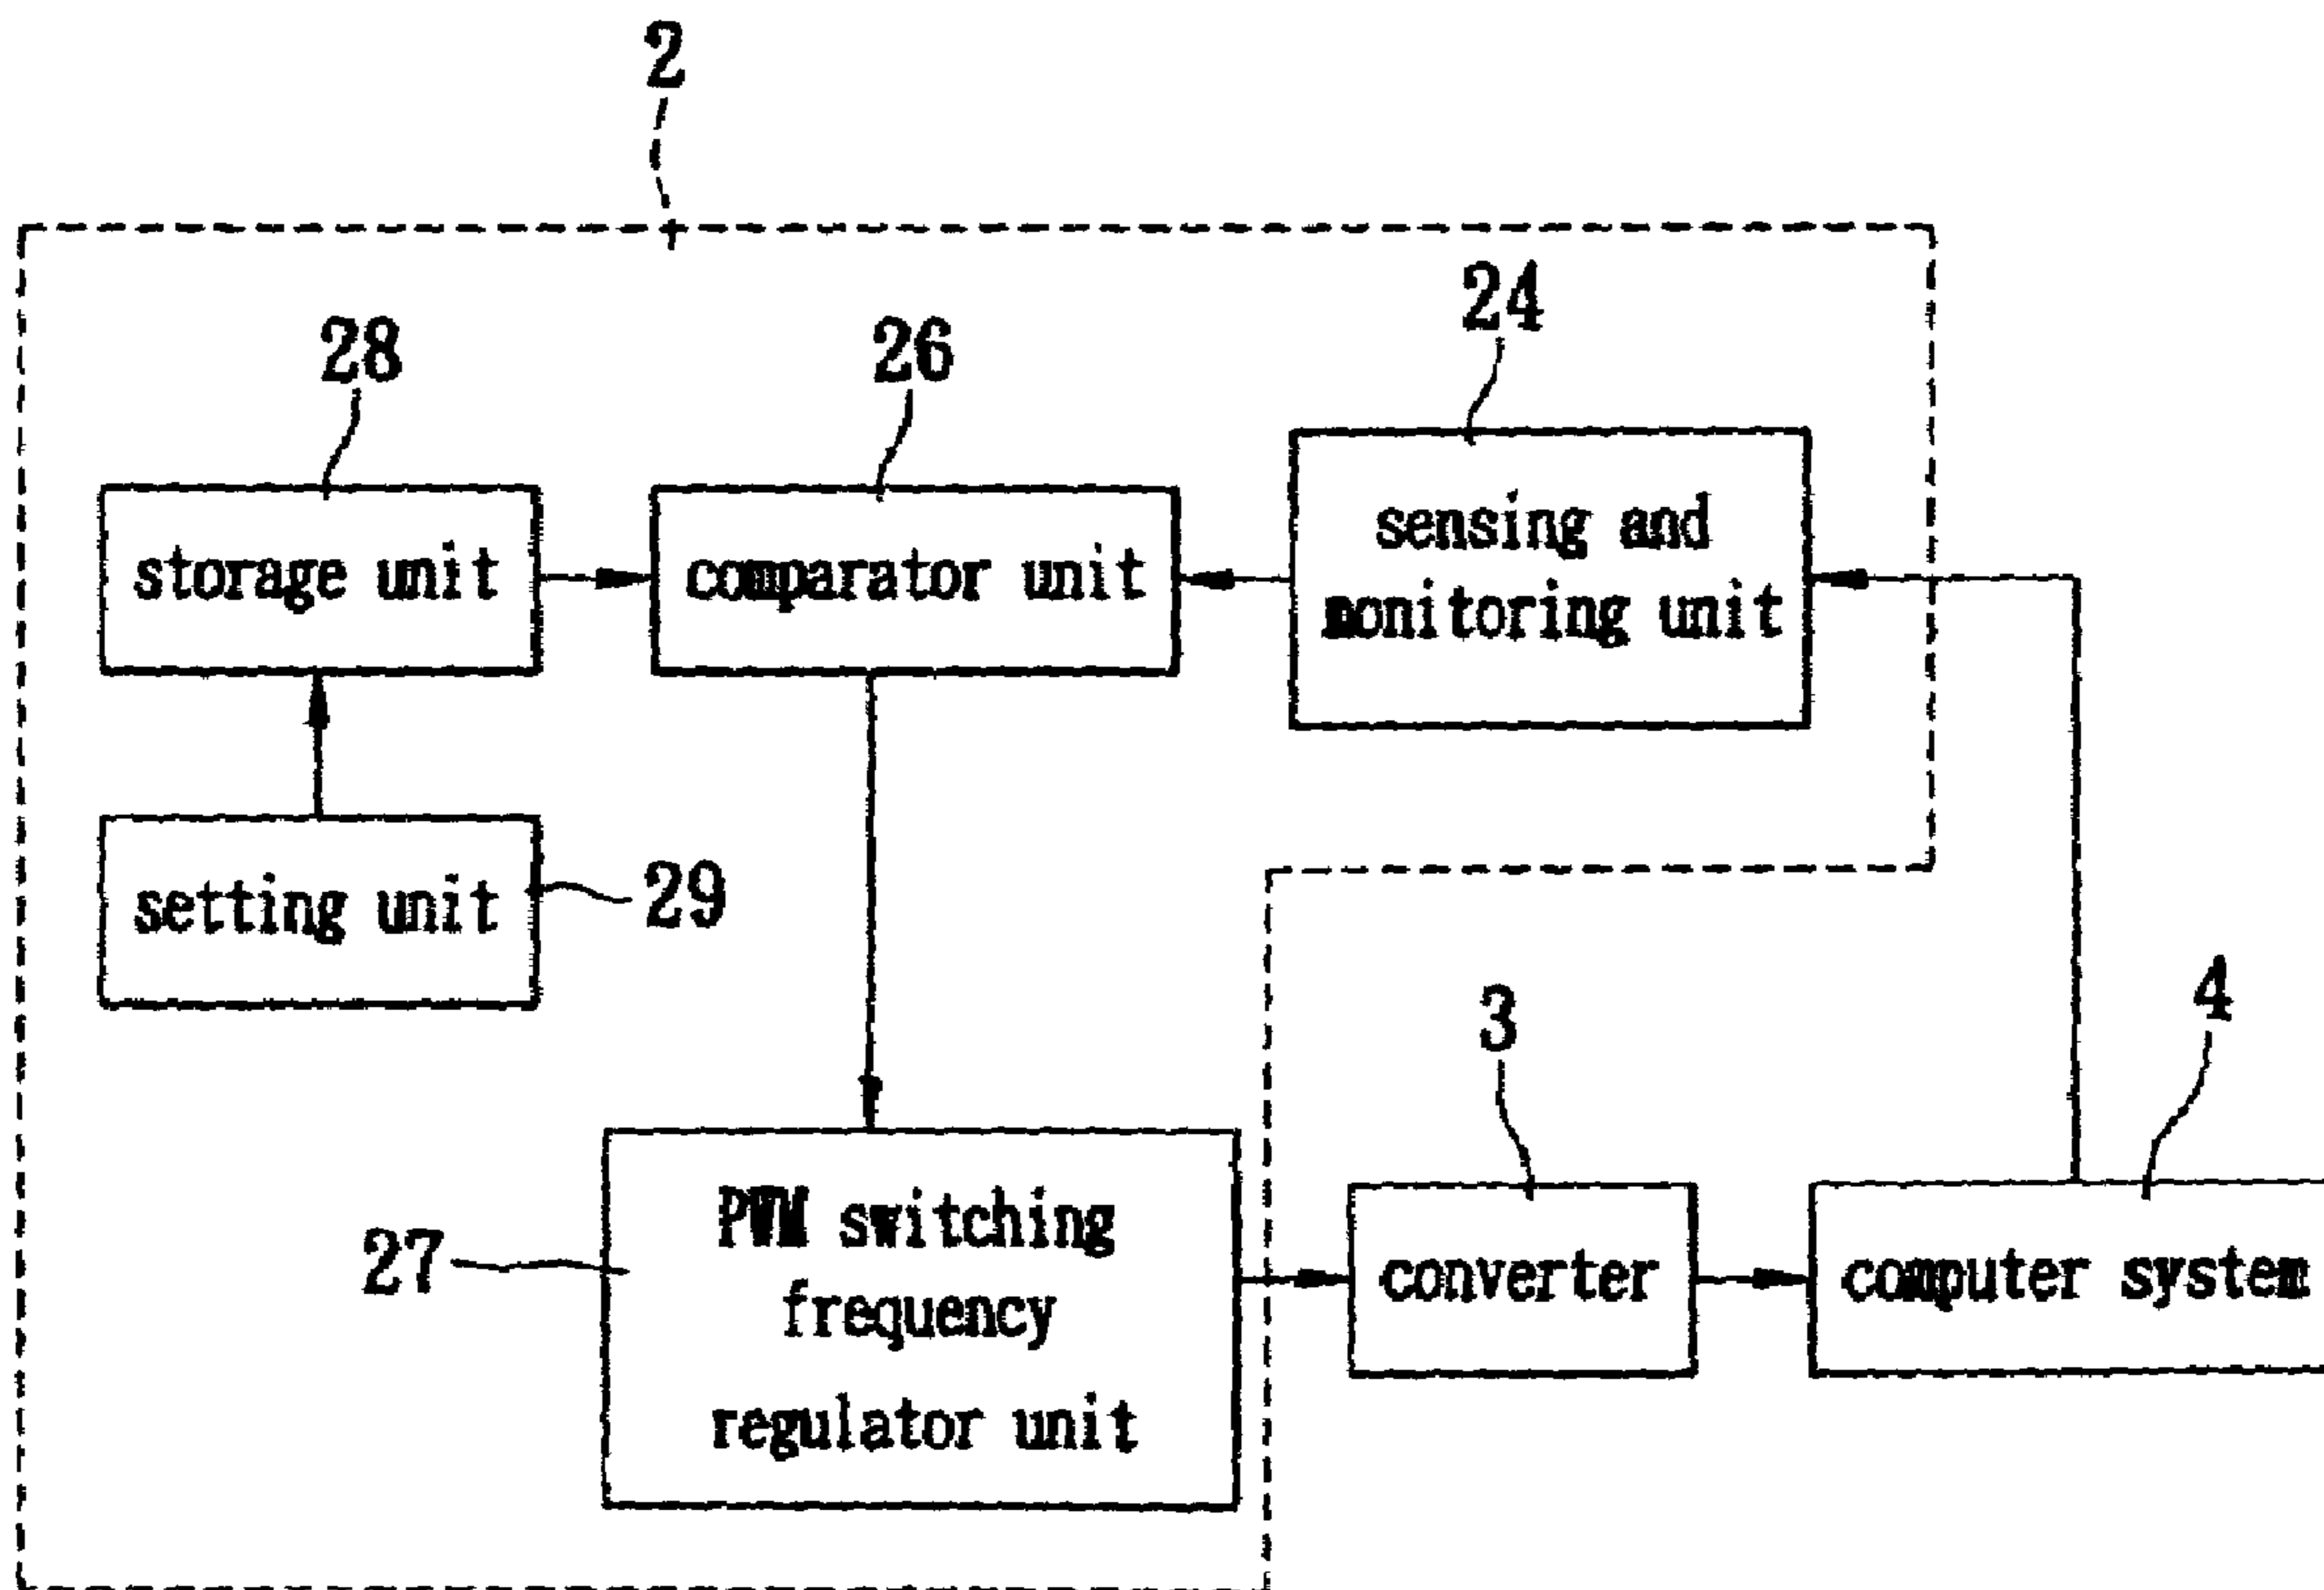 2
24
28
26
storage unit
comparator unit
sensing and
monitoring unit
setting unit
29
3
4
27
PWM switching
frequency
regulator unit
converter
computer system